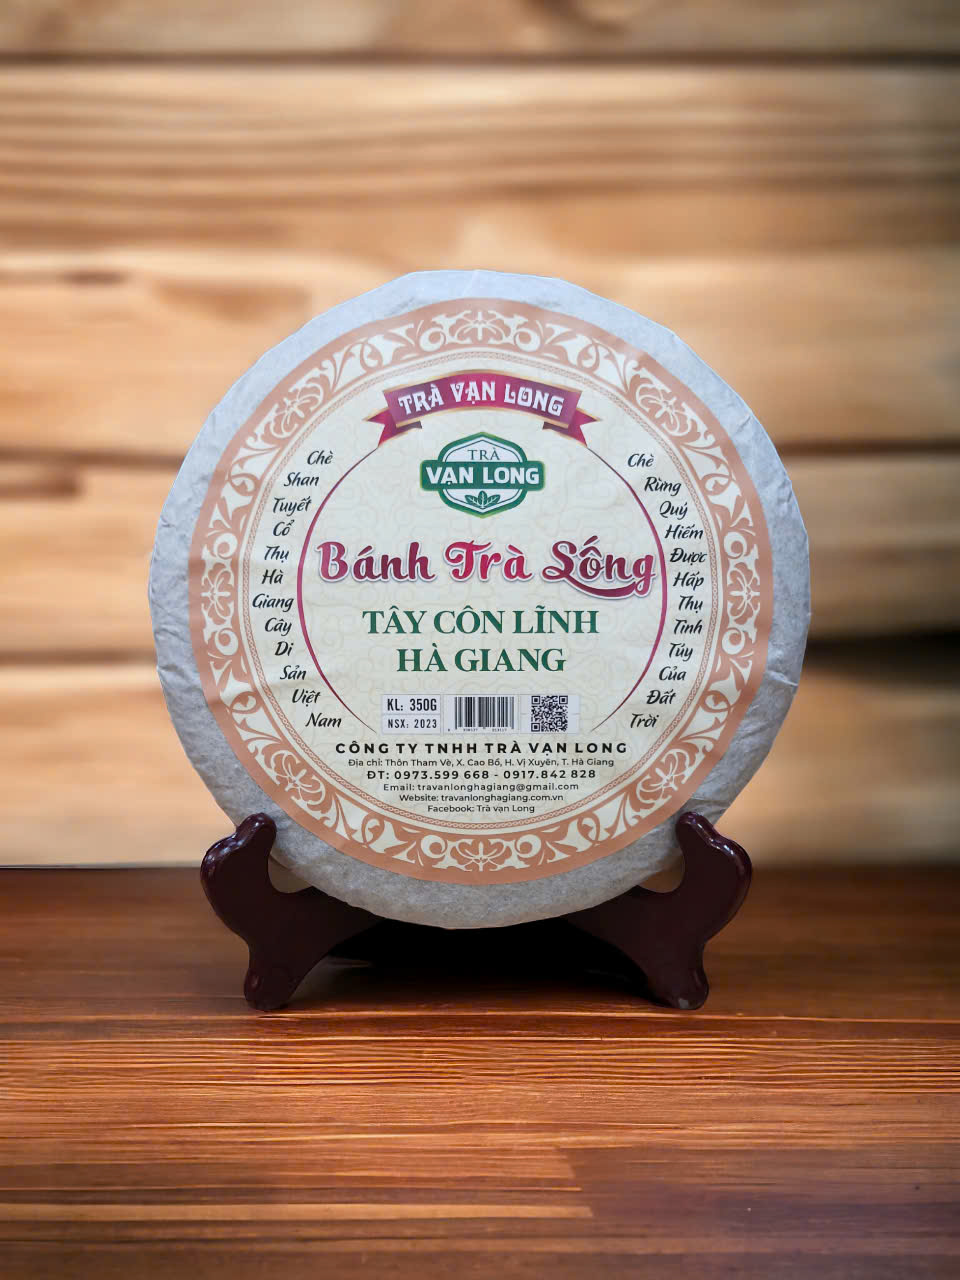 TRÀ VẠN LONG
TRÀ
VẠN LONG
Chè
Shan
Tuyết
Cổ
Thụ
Hà
Giang
Cây
Di
Sản
Việt
Nam
Chè
Rừng
Quý
Hiếm
Được
Hấp
Thụ
Tinh
Túy
Của
Đất
Trời
Bánh Trà Sống
TÂY CÔN LĨNH
HÀ GIANG
KL: 350G
NSX: 2023
CÔNG TY TNHH TRÀ VẠN LONG
Địa chỉ: Thôn Tham Vè, X. Cao Bồ, H. Vị Xuyên, T. Hà Giang
ĐT: 0973.599 668 - 0917.842 828
Email: travanlonghagiang@gmail.com
Website: travanlonghagiang.com.vn
Facebook: Trà vạn Long